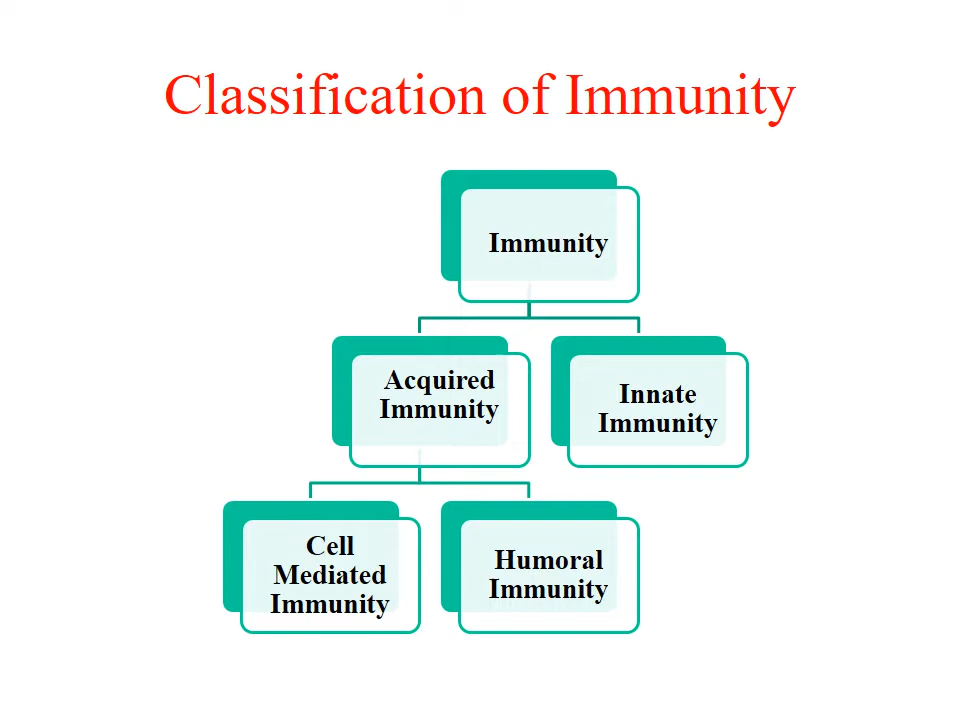 Classification of Immunity
Immunity
Acquired
Immunity
Innate
Immunity
Cell
Mediated
Immunity
Humoral
Immunity